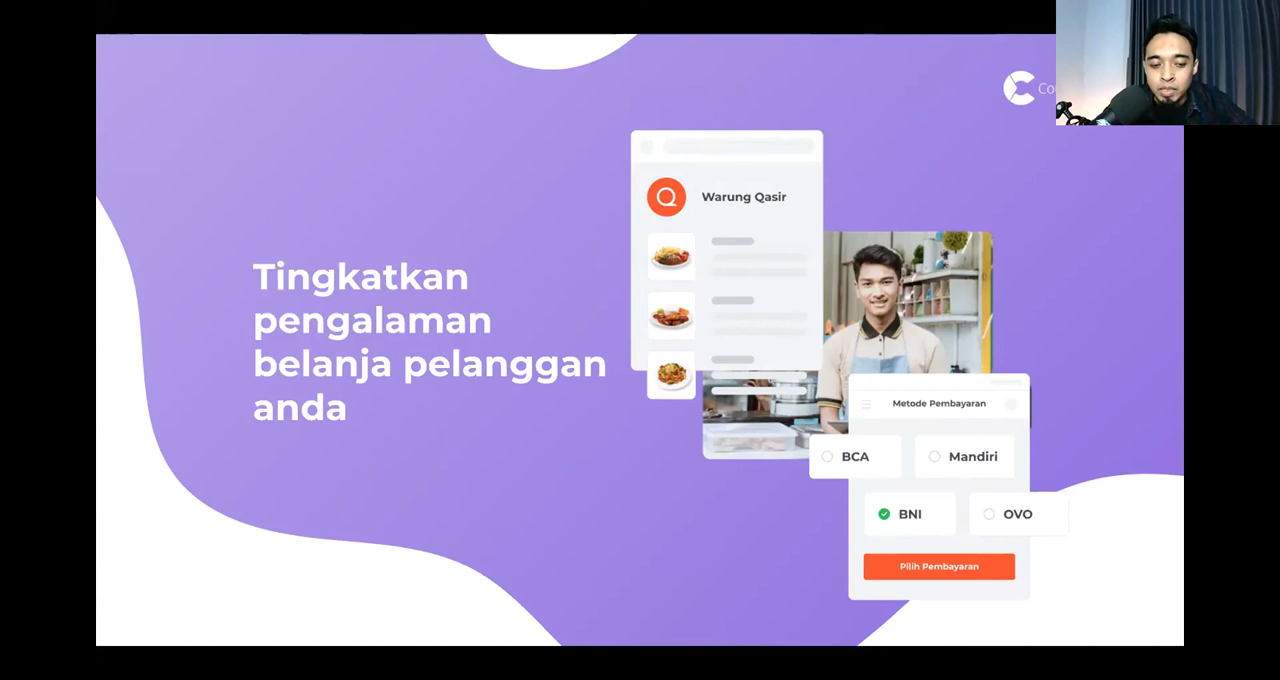 Tingkatkan
pengalaman
belanja pelanggan
anda
Warung Qasir
Metode Pembayaran
BCA
Mandiri
BNI
OVO
Pilih Pembayaran